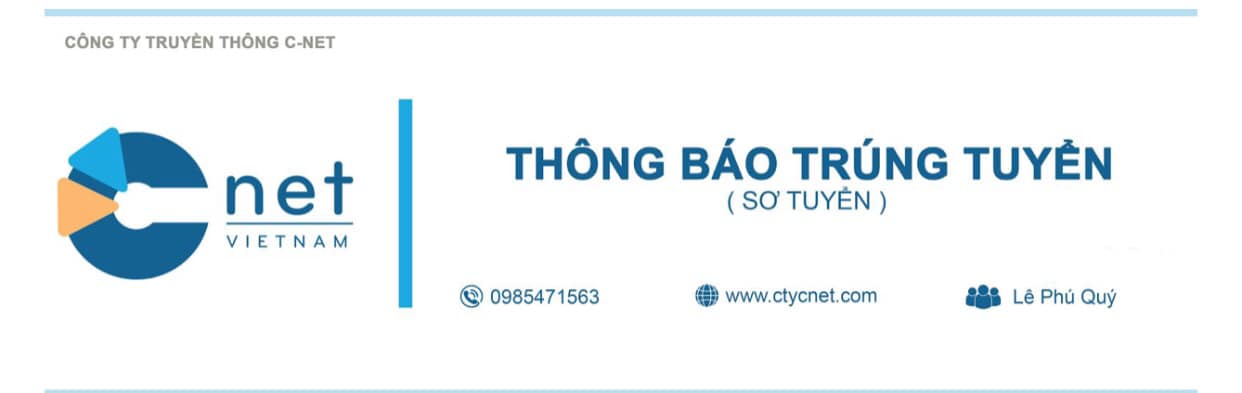 CÔNG TY TRUYỀN THÔNG C-NET
net
VIETNAM
THÔNG BÁO TRÚNG TUYỂN
( SƠ TUYỂN )
0985471563
www.ctycnet.com
Lê Phú Quý